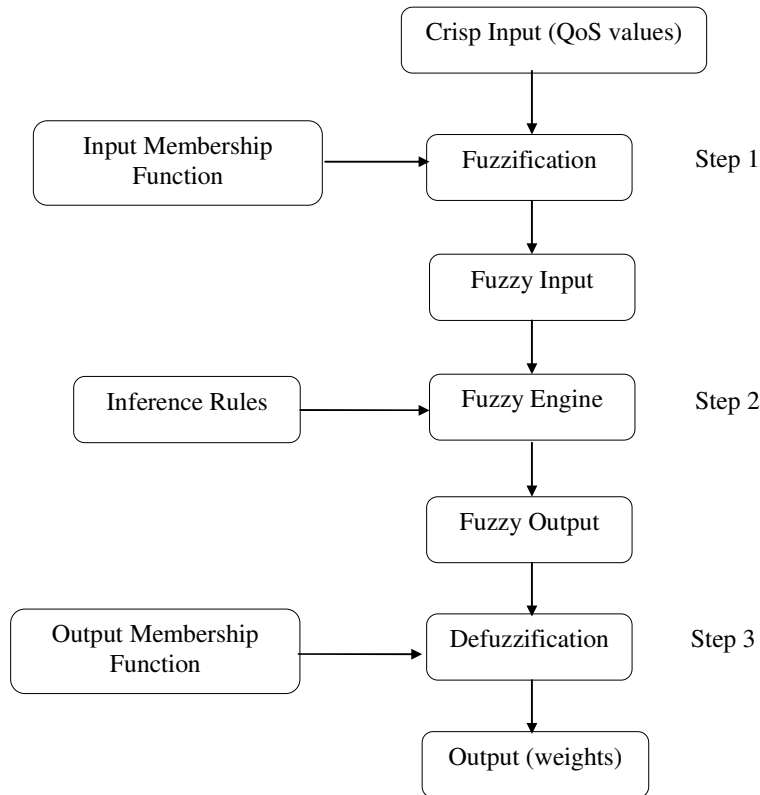 Crisp Input (QoS values)
Input Membership
Function
Fuzzification
Step 1
Fuzzy Input
Inference Rules
Fuzzy Engine
Step 2
Fuzzy Output
Output Membership
Function
Defuzzification
Step 3
Output (weights)